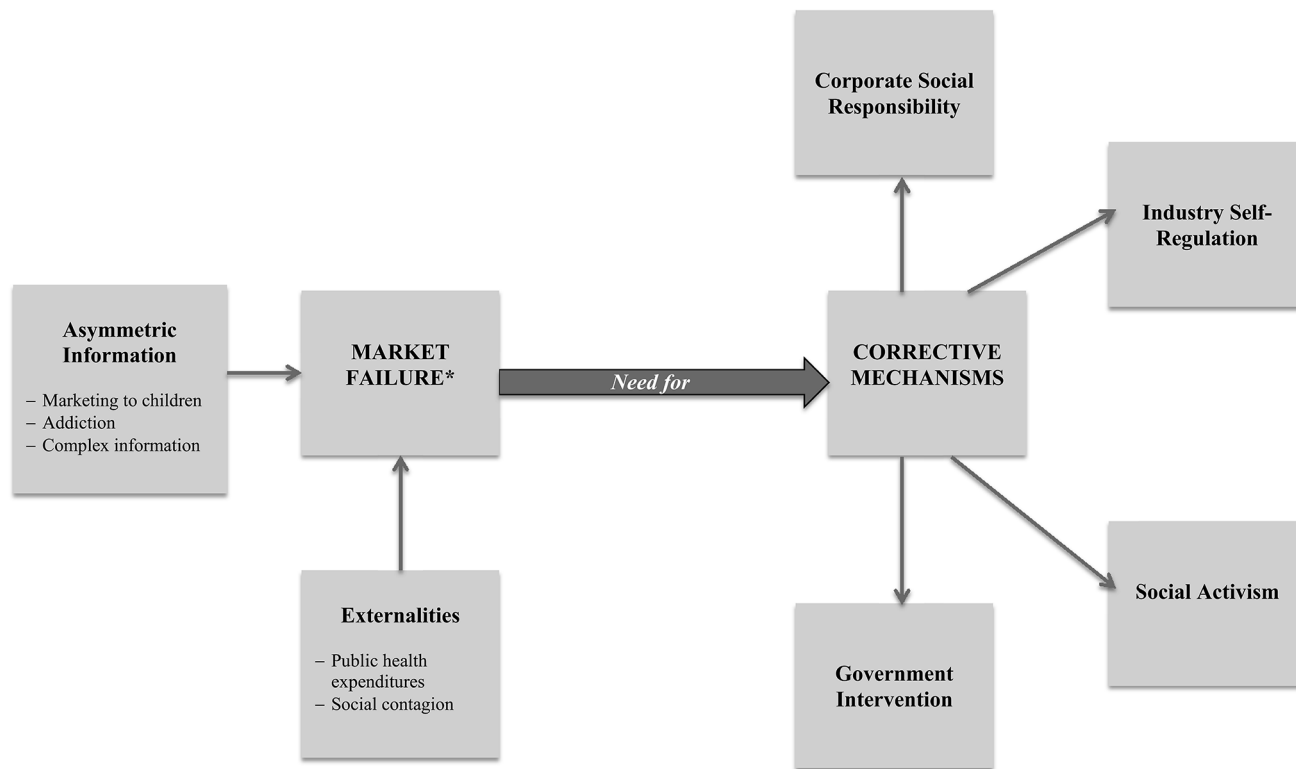 Corporate Social
Responsibility
Industry Self-
Regulation
Asymmetric
Information
– Marketing to children
– Addiction
– Complex information
MARKET
FAILURE*
Need for
CORRECTIVE
MECHANISMS
Externalities
– Public health
expenditures
– Social contagion
Government
Intervention
Social Activism